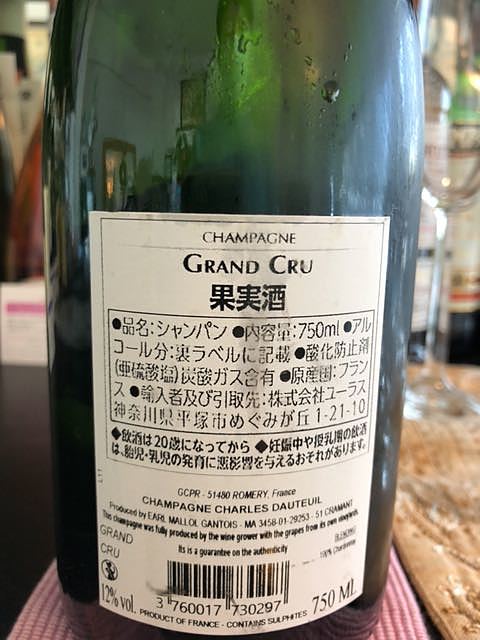 CHAMPAGNE
GRAND CRU
果実酒
●品名:シャンパン ●内容量:750ml ●アル
コール分:裏ラベルに記載 ●酸化防止剤
(亜硫酸塩)炭酸ガス含有 ●原産国:フラン
ス ●輸入者及び引取先:株式会社ユーラス
神奈川県平塚市めぐみが丘1-21-10
◆飲酒は20歳になってから ◆妊娠中や授乳期の飲酒
は、胎児・乳児の発育に悪影響を与えるおそれがあります。
GCPR - 51480 ROMERY, France
CHAMPAGNE CHARLES DAUTEUIL
Produced by EARL MALLOL GANTOIS - MA 3458-01-29253 - 51 CRAMANT
This champagne was fully produced by the wine grower with the grapes from its own vineyards.
Its is a guarantee on the authenticity
100% Chardonnay
GRAND
CRU
12% vol.
3 760017 730297
750 ML
PRODUCT OF FRANCE - CONTAINS SULPHITES